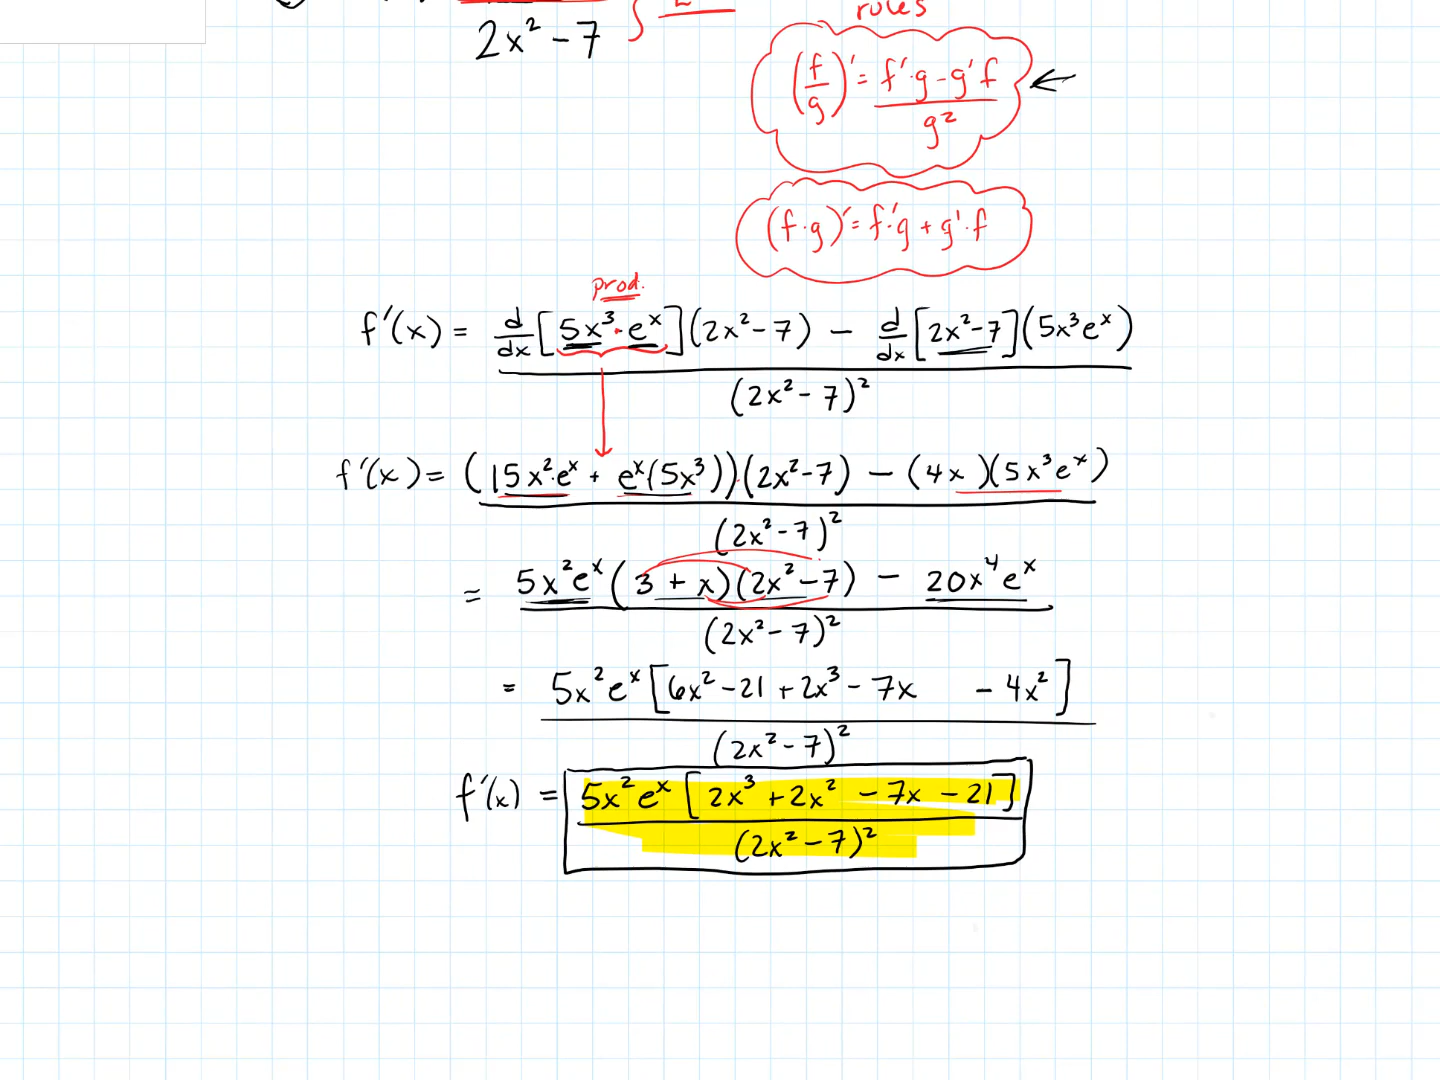 2x² - 7
rules
(f/g)' = (f'·g - g'f)/g²
(f·g)' = f'·g + g'·f
prod.
f'(x) = (d/dx[5x³·eˣ](2x² - 7) - d/dx[2x² - 7](5x³eˣ))/(2x² - 7)²
f'(x) = ((15x²·eˣ + eˣ(5x³))·(2x² - 7) - (4x)(5x³eˣ))/(2x² - 7)²
= (5x²eˣ(3 + x)(2x² - 7) - 20x⁴eˣ)/(2x² - 7)²
= (5x²eˣ[6x² - 21 + 2x³ - 7x - 4x²])/(2x² - 7)²
f'(x) = (5x²eˣ[2x³ + 2x² - 7x - 21])/(2x² - 7)²